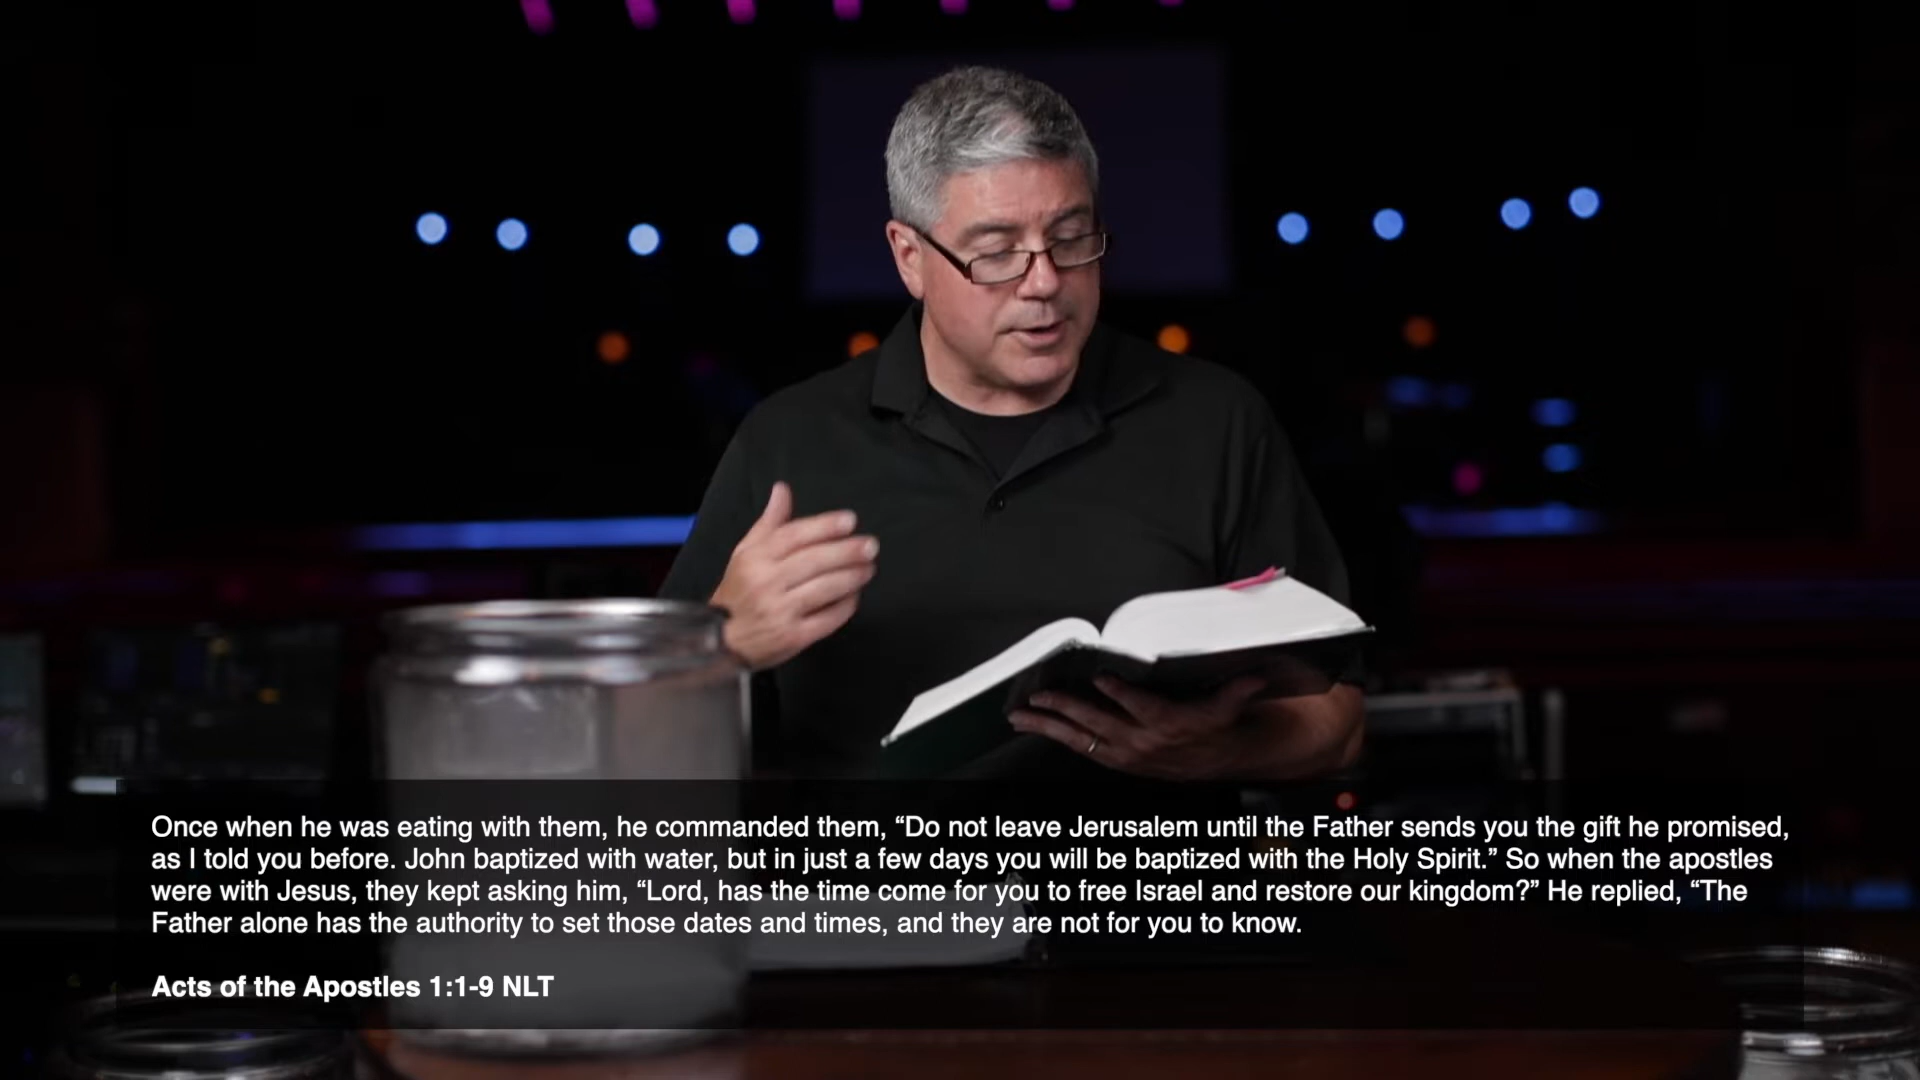 Once when he was eating with them, he commanded them, “Do not leave Jerusalem until the Father sends you the gift he promised,
as I told you before. John baptized with water, but in just a few days you will be baptized with the Holy Spirit.” So when the apostles
were with Jesus, they kept asking him, “Lord, has the time come for you to free Israel and restore our kingdom?” He replied, “The
Father alone has the authority to set those dates and times, and they are not for you to know.
Acts of the Apostles 1:1-9 NLT